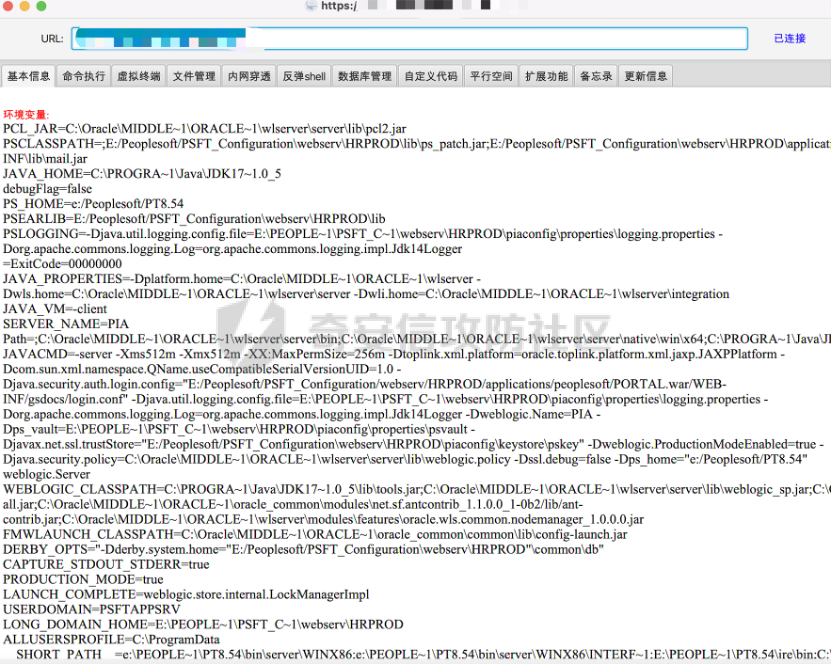 https:/
URL:
已连接
基本信息 命令执行 虚拟终端 文件管理 内网穿透 反弹shell 数据库管理 自定义代码 平行空间 扩展功能 备忘录 更新信息
环境变量:
PCL_JAR=C:\Oracle\MIDDLE~1\ORACLE~1\wlserver\server\lib\pcl2.jar
PSCLASSPATH=;E:/Peoplesoft/PSFT_Configuration\webserv\HRPROD\lib\ps_patch.jar;E:/Peoplesoft/PSFT_Configuration\webserv\HRPROD\applicati
INF\lib\mail.jar
JAVA_HOME=C:\PROGRA~1\Java\JDK17~1.0_5
debugFlag=false
PS_HOME=e:/Peoplesoft/PT8.54
PSEARLIB=E:/Peoplesoft/PSFT_Configuration\webserv\HRPROD\lib
PSLOGGING=-Djava.util.logging.config.file=E:\PEOPLE~1\PSFT_C~1\webserv\HRPROD\piaconfig\properties\logging.properties -
Dorg.apache.commons.logging.Log=org.apache.commons.logging.impl.Jdk14Logger
=ExitCode=00000000
JAVA_PROPERTIES=-Dplatform.home=C:\Oracle\MIDDLE~1\ORACLE~1\wlserver -
Dwls.home=C:\Oracle\MIDDLE~1\ORACLE~1\wlserver\server -Dwli.home=C:\Oracle\MIDDLE~1\ORACLE~1\wlserver\integration
JAVA_VM=-client
SERVER_NAME=PIA
Path=;C:\Oracle\MIDDLE~1\ORACLE~1\wlserver\server\bin;C:\Oracle\MIDDLE~1\ORACLE~1\wlserver\server\native\win\x64;C:\PROGRA~1\Java\J
JAVACMD=-server -Xms512m -Xmx512m -XX:MaxPermSize=256m -Dtoplink.xml.platform=oracle.toplink.platform.xml.jaxp.JAXPPlatform -
Dcom.sun.xml.namespace.QName.useCompatibleSerialVersionUID=1.0 -
Djava.security.auth.login.config="E:/Peoplesoft/PSFT_Configuration/webserv/HRPROD/applications/peoplesoft/PORTAL.war/WEB-
INF/gsdocs/login.conf" -Djava.util.logging.config.file=E:\PEOPLE~1\PSFT_C~1\webserv\HRPROD\piaconfig\properties\logging.properties -
Dorg.apache.commons.logging.Log=org.apache.commons.logging.impl.Jdk14Logger -Dweblogic.Name=PIA -
Dps_vault=E:\PEOPLE~1\PSFT_C~1\webserv\HRPROD\piaconfig\properties\psvault -
Djavax.net.ssl.trustStore="E:/Peoplesoft/PSFT_Configuration\webserv\HRPROD\piaconfig\keystore\pskey" -Dweblogic.ProductionModeEnabled=true -
Djava.security.policy=C:\Oracle\MIDDLE~1\ORACLE~1\wlserver\server\lib\weblogic.policy -Dssl.debug=false -Dps_home="e:/Peoplesoft/PT8.54"
weblogic.Server
WEBLOGIC_CLASSPATH=C:\PROGRA~1\Java\JDK17~1.0_5\lib\tools.jar;C:\Oracle\MIDDLE~1\ORACLE~1\wlserver\server\lib\weblogic_sp.jar;C:\O
all.jar;C:\Oracle\MIDDLE~1\ORACLE~1\oracle_common\modules\net.sf.antcontrib_1.1.0.0_1-0b2/lib/ant-
contrib.jar;C:\Oracle\MIDDLE~1\ORACLE~1\wlserver\modules\features\oracle.wls.common.nodemanager_1.0.0.0.jar
FMWLAUNCH_CLASSPATH=C:\Oracle\MIDDLE~1\ORACLE~1\oracle_common\common\lib\config-launch.jar
DERBY_OPTS="-Dderby.system.home="E:/Peoplesoft/PSFT_Configuration\webserv\HRPROD"\common\db"
CAPTURE_STDOUT_STDERR=true
PRODUCTION_MODE=true
LAUNCH_COMPLETE=weblogic.store.internal.LockManagerImpl
USERDOMAIN=PSFTAPPSRV
LONG_DOMAIN_HOME=E:\PEOPLE~1\PSFT_C~1\webserv\HRPROD
ALLUSERSPROFILE=C:\ProgramData
__SHORT_PATH__=e:\PEOPLE~1\PT8.54\bin\server\WINX86;e:\PEOPLE~1\PT8.54\bin\server\WINX86\INTERF~1;E:\PEOPLE~1\PT8.54\jre\bin;C:\
奇安信攻防社区